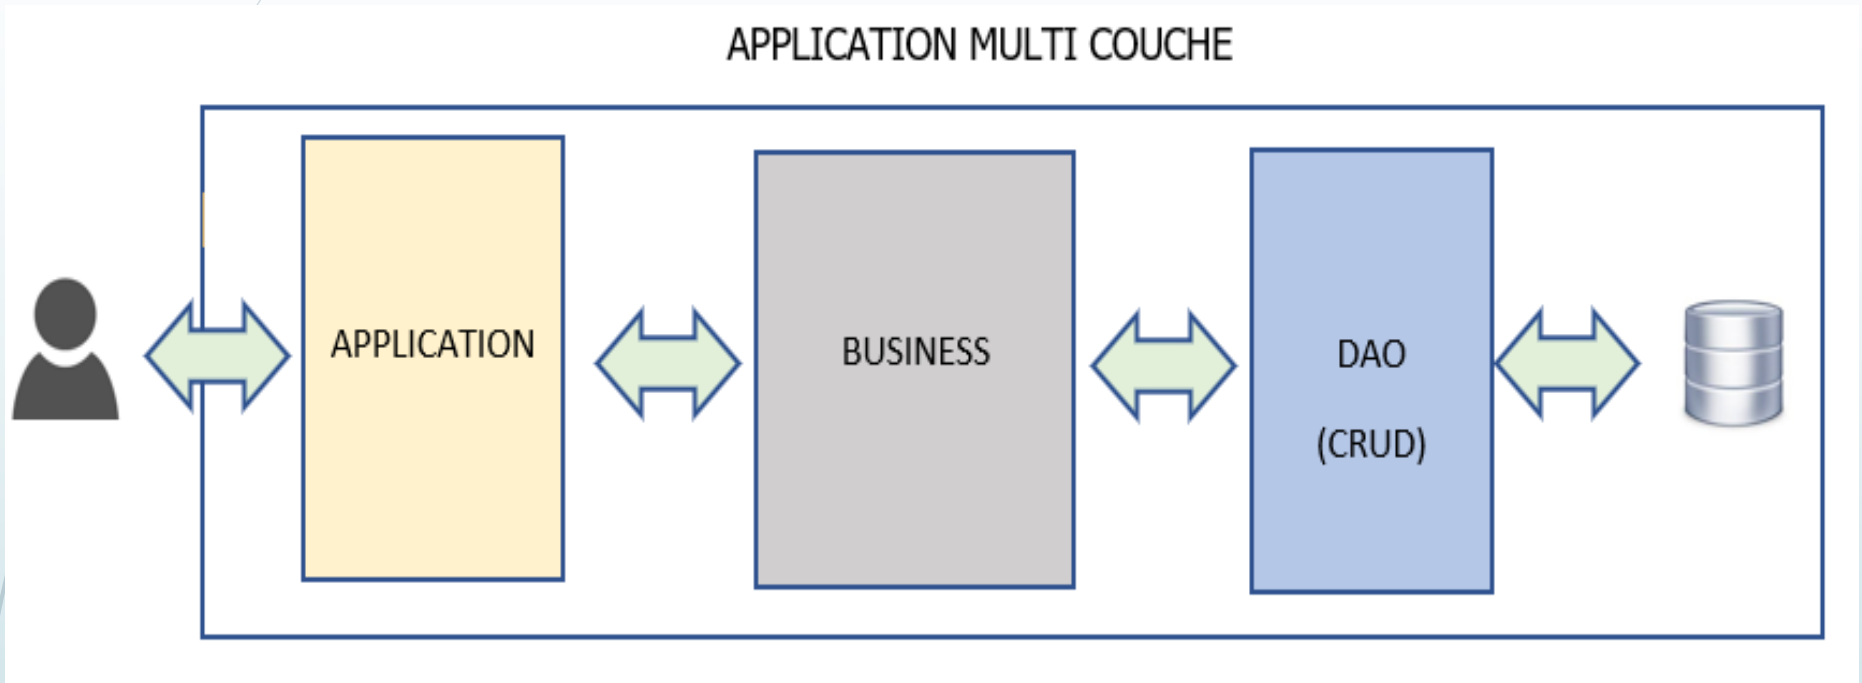 APPLICATION MULTI COUCHE
APPLICATION
BUSINESS
DAO
(CRUD)